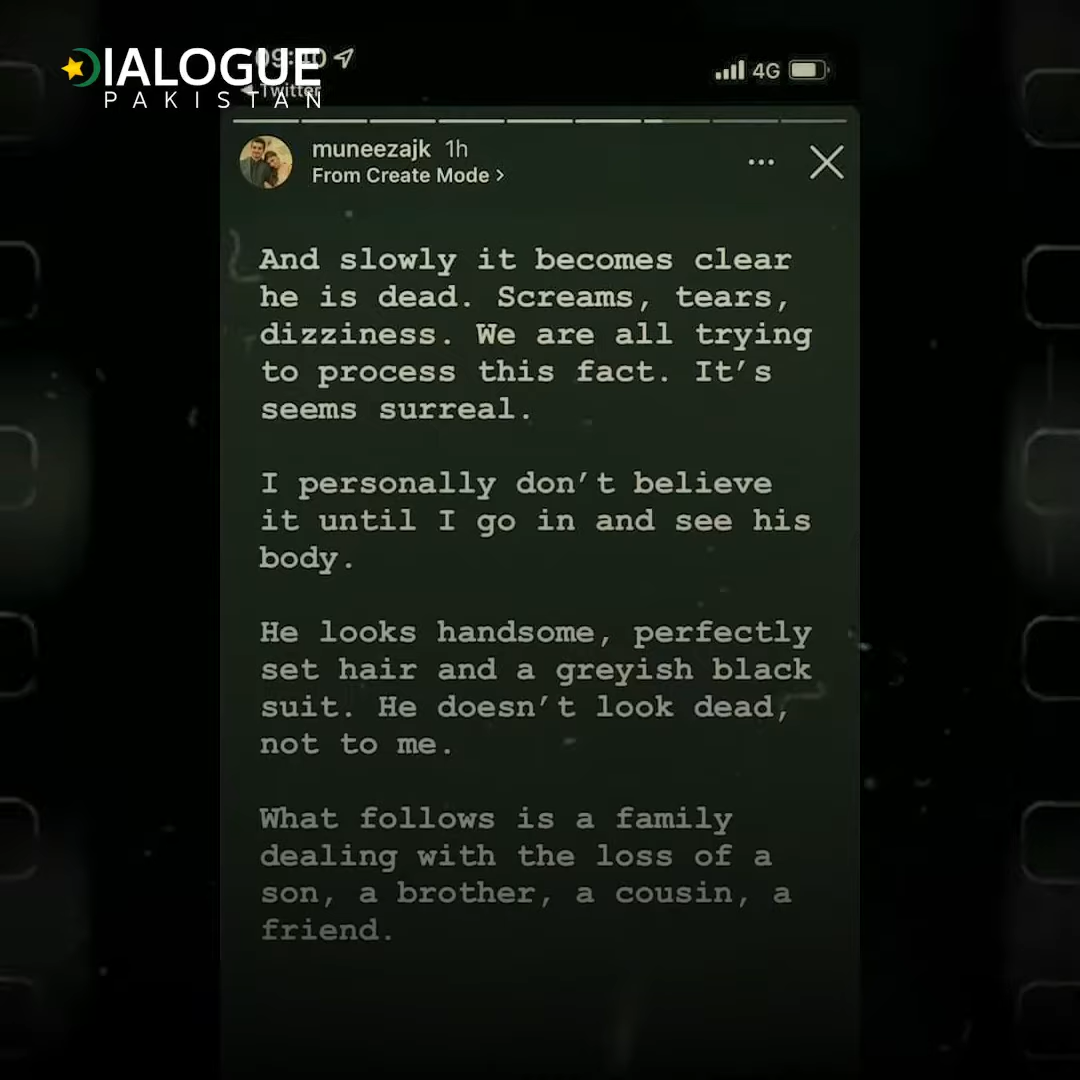 DIALOGUE
PAKISTAN
09:40
4G
Twitter
muneezajk 1h
From Create Mode >
And slowly it becomes clear
he is dead. Screams, tears,
dizziness. We are all trying
to process this fact. It’s
seems surreal.
I personally don’t believe
it until I go in and see his
body.
He looks handsome, perfectly
set hair and a greyish black
suit. He doesn’t look dead,
not to me.
What follows is a family
dealing with the loss of a
son, a brother, a cousin, a
friend.